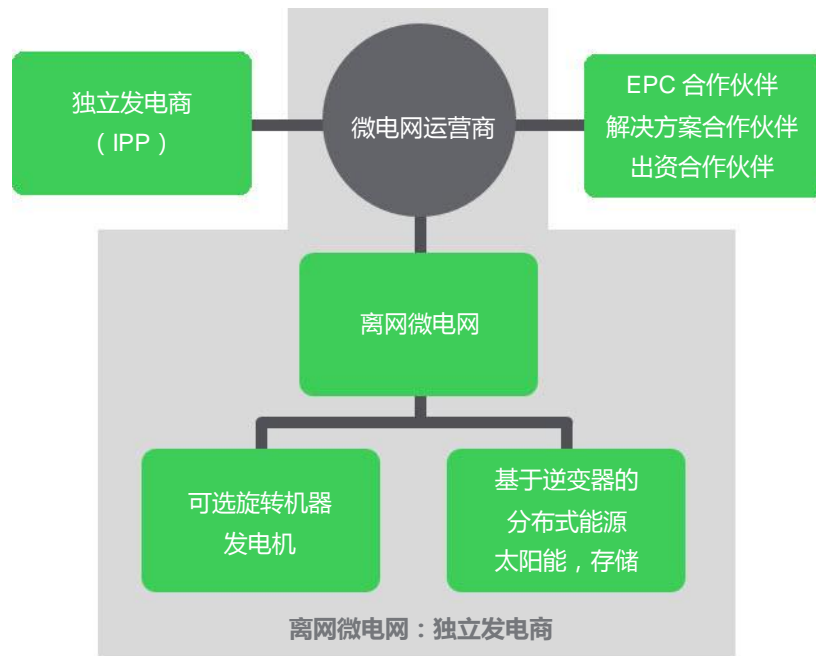 独立发电商
（IPP）
微电网运营商
EPC 合作伙伴
解决方案合作伙伴
出资合作伙伴
离网微电网
可选旋转机器
发电机
基于逆变器的
分布式能源
太阳能，存储
离网微电网：独立发电商